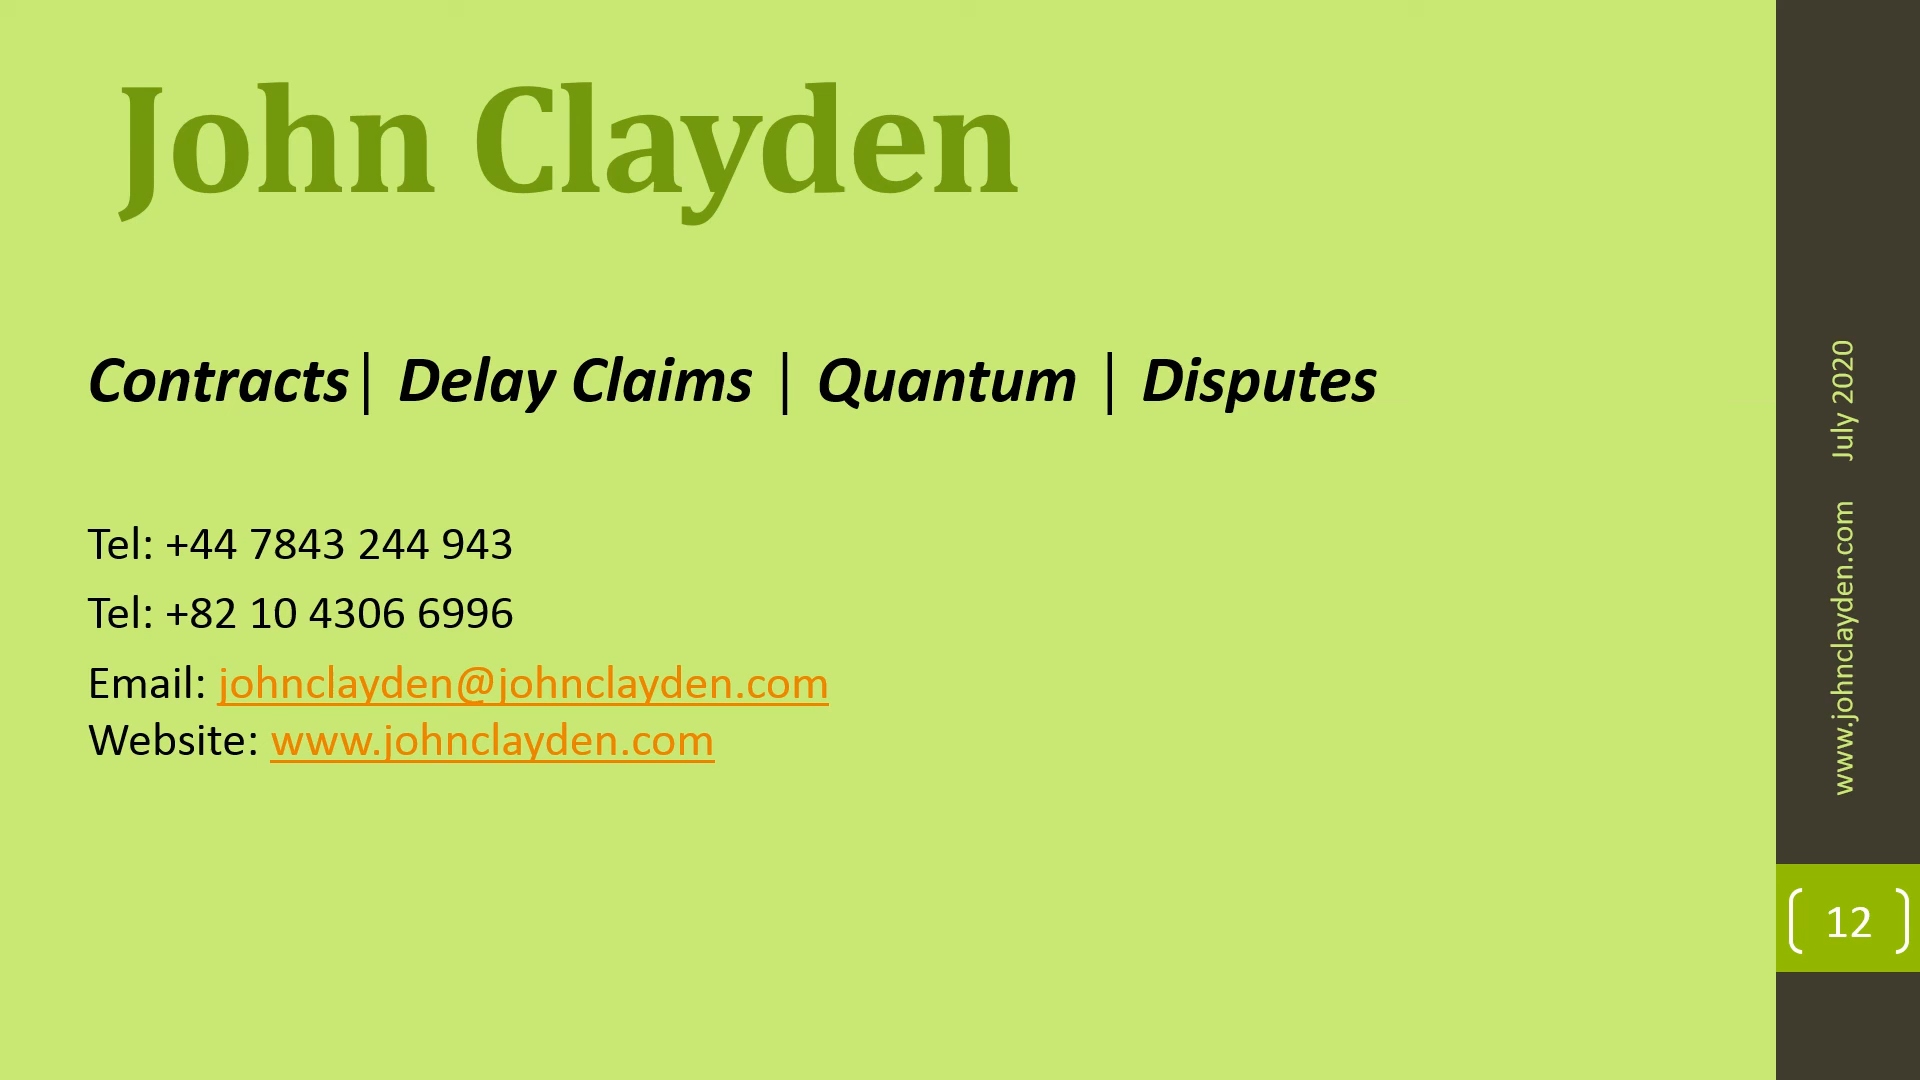 John Clayden
Contracts| Delay Claims | Quantum | Disputes
Tel: +44 7843 244 943
Tel: +82 10 4306 6996
Email: johnclayden@johnclayden.com
Website: www.johnclayden.com
www.johnclayden.com July 2020
12